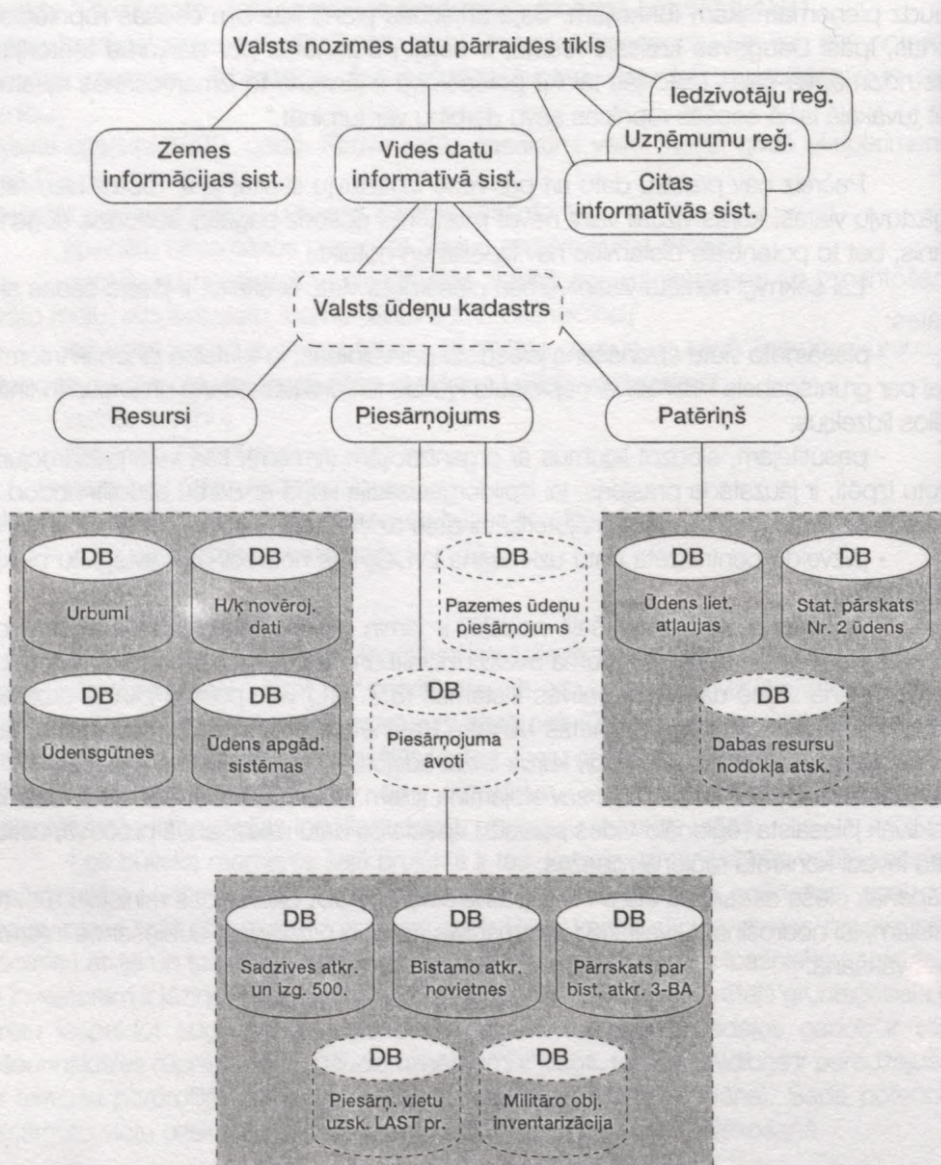 Valsts nozīmes datu pārraides tīkls
Iedzīvotāju reģ.
Uzņēmumu reģ.
Zemes
informācijas sist.
Vides datu
informatīvā sist.
Citas
informatīvās sist.
Valsts ūdeņu kadastrs
Resursi
Piesārņojums
Patēriņš
DB
Urbumi
DB
H/ķ novēroj.
dati
DB
Pazemes ūdeņu
piesārņojums
DB
Ūdens liet.
atļaujas
DB
Stat. pārskats
Nr. 2 ūdens
DB
Ūdensgūtnes
DB
Ūdens apgād.
sistēmas
DB
Piesārņojuma
avoti
DB
Dabas resursu
nodokļa atsk.
DB
Sadzīves atkr.
un izg. 500.
DB
Bīstamo atkr.
novietnes
DB
Pārrskats par
bīst. atkr. 3-BA
DB
Piesārņ. vietu
uzsk. LAST pr.
DB
Militāro obj.
inventarizācija